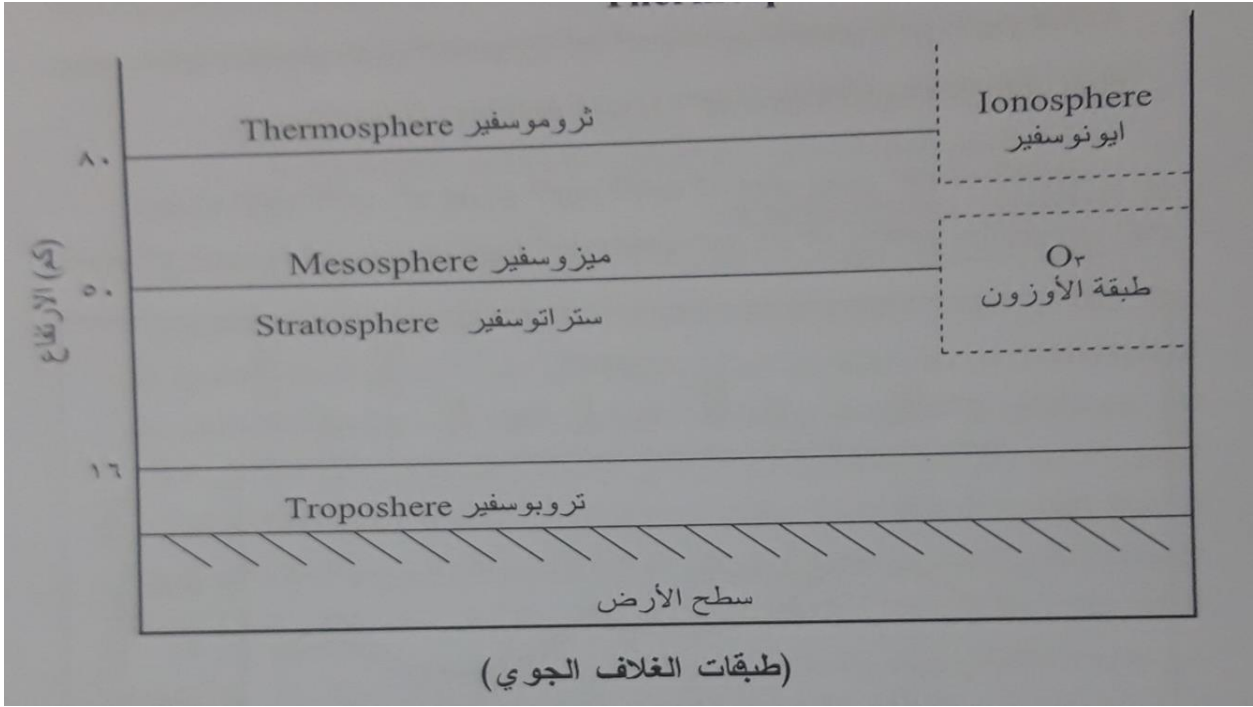 Thermosphere ثروموسفير
Ionosphere
ايونوسفير
٨٠
Mesosphere ميزوسفير
O٣
طبقة الأوزون
٥٠
Stratosphere ستراتوسفير
الارتفاع (كم)
١٦
Troposhere تروبوسفير
سطح الأرض
(طبقات الغلاف الجوي)